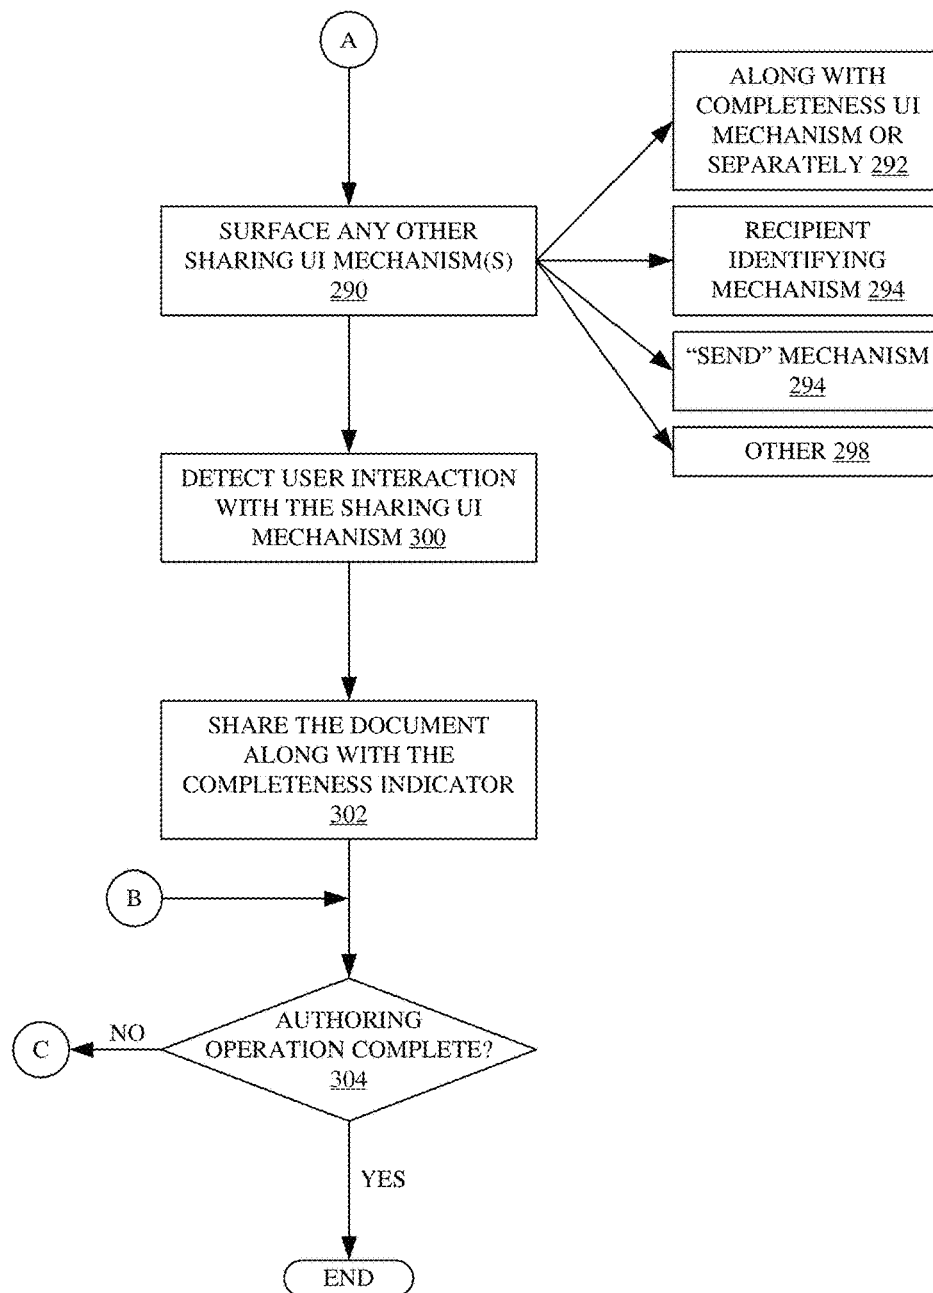 A
ALONG WITH
COMPLETENESS UI
MECHANISM OR
SEPARATELY 292
SURFACE ANY OTHER
SHARING UI MECHANISM(S)
290
RECIPIENT
IDENTIFYING
MECHANISM 294
“SEND” MECHANISM
294
OTHER 298
DETECT USER INTERACTION
WITH THE SHARING UI
MECHANISM 300
SHARE THE DOCUMENT
ALONG WITH THE
COMPLETENESS INDICATOR
302
B
AUTHORING
OPERATION COMPLETE?
304
NO
C
YES
END